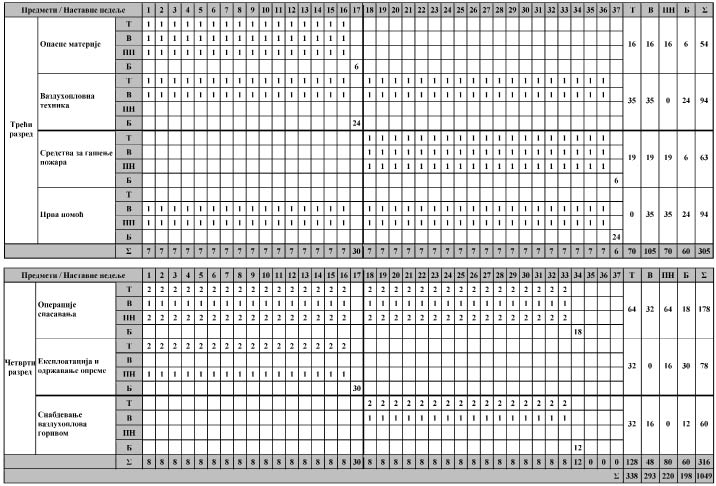 Предмети / Наставне недеље 1 2 3 4 5 6 7 8 9 10 11 12 13 14 15 16 17 18 19 20 21 22 23 24 25 26 27 28 29 30 31 32 33 34 35 36 37 Т В ПН Б Σ
Трећи разред
Опасне материје 16 16 16 6 54
Т 1 1 1 1 1 1 1 1 1 1 1 1 1 1 1 1
В 1 1 1 1 1 1 1 1 1 1 1 1 1 1 1 1
ПП 1 1 1 1 1 1 1 1 1 1 1 1 1 1 1 1
Б 6
Ваздухопловна техника 35 35 0 24 94
Т 1 1 1 1 1 1 1 1 1 1 1 1 1 1 1 1 1 1 1 1 1 1 1 1 1 1 1 1 1 1 1 1 1 1 1
В 1 1 1 1 1 1 1 1 1 1 1 1 1 1 1 1 1 1 1 1 1 1 1 1 1 1 1 1 1 1 1 1 1 1 1
ПН
Б 24
Средства за гашење пожара 19 19 19 6 63
Т 1 1 1 1 1 1 1 1 1 1 1 1 1 1 1 1 1 1 1
В 1 1 1 1 1 1 1 1 1 1 1 1 1 1 1 1 1 1 1
ПП 1 1 1 1 1 1 1 1 1 1 1 1 1 1 1 1 1 1 1
Б 6
Прва помоћ 0 35 35 24 94
Т
В 1 1 1 1 1 1 1 1 1 1 1 1 1 1 1 1 1 1 1 1 1 1 1 1 1 1 1 1 1 1 1 1 1 1 1
ПП 1 1 1 1 1 1 1 1 1 1 1 1 1 1 1 1 1 1 1 1 1 1 1 1 1 1 1 1 1 1 1 1 1 1 1
Б 24
Σ 7 7 7 7 7 7 7 7 7 7 7 7 7 7 7 7 30 7 7 7 7 7 7 7 7 7 7 7 7 7 7 7 7 7 7 7 6 70 105 70 60 305
Предмети / Наставне недеље 1 2 3 4 5 6 7 8 9 10 11 12 13 14 15 16 17 18 19 20 21 22 23 24 25 26 27 28 29 30 31 32 33 34 35 36 37 Т В ПН Б Σ
Четврти разред
Операције спасавања 64 32 64 18 178
Т 2 2 2 2 2 2 2 2 2 2 2 2 2 2 2 2 2 2 2 2 2 2 2 2 2 2 2 2 2 2 2 2
В 1 1 1 1 1 1 1 1 1 1 1 1 1 1 1 1 1 1 1 1 1 1 1 1 1 1 1 1 1 1 1 1
ПН 2 2 2 2 2 2 2 2 2 2 2 2 2 2 2 2 2 2 2 2 2 2 2 2 2 2 2 2 2 2 2 2
Б 18
Експлоатација и одржавање опреме 32 0 16 30 78
Т 2 2 2 2 2 2 2 2 2 2 2 2 2 2 2 2
В
ПН 1 1 1 1 1 1 1 1 1 1 1 1 1 1 1 1
Б 30
Снабдевање ваздухоплова горивом 32 16 0 12 60
Т 2 2 2 2 2 2 2 2 2 2 2 2 2 2 2 2
В 1 1 1 1 1 1 1 1 1 1 1 1 1 1 1 1
ПН
Б 12
Σ 8 8 8 8 8 8 8 8 8 8 8 8 8 8 8 8 30 8 8 8 8 8 8 8 8 8 8 8 8 8 8 8 8 12 0 0 0 128 48 80 60 316
Σ 338 293 220 198 1049